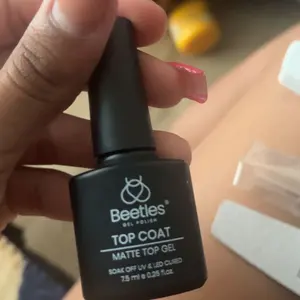 Beetles®
GEL POLISH
TOP COAT
MATTE TOP GEL
SOAK OFF UV & LED CURED
7.5 ml e 0.25 fl.oz